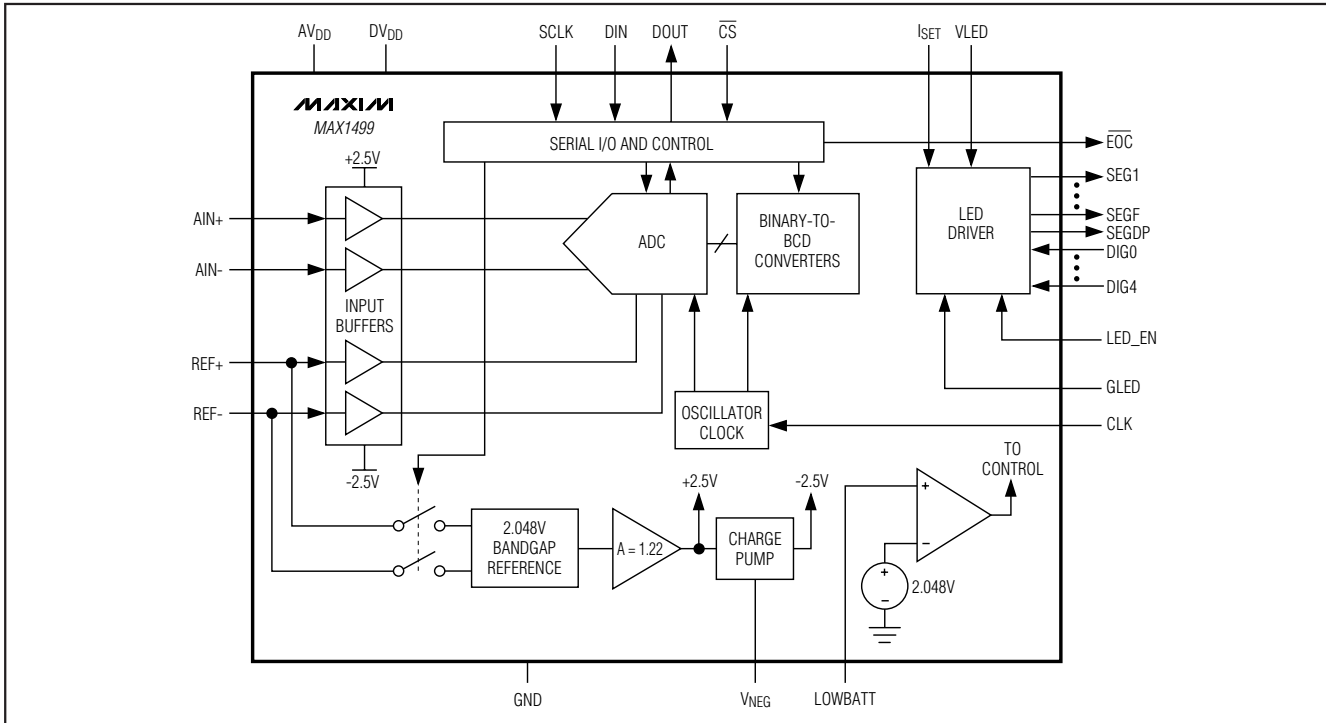 AVDD DVDD SCLK DIN DOUT CS ISET VLED
MAXIM
MAX1499
+2.5V
SERIAL I/O AND CONTROL
EOC
SEG1
SEGF
SEGDP
DIG0
DIG4
LED_EN
GLED
CLK
LED
DRIVER
AIN+
AIN-
REF+
REF-
INPUT
BUFFERS
-2.5V
ADC
BINARY-TO-
BCD
CONVERTERS
OSCILLATOR
CLOCK
2.048V
BANDGAP
REFERENCE
A = 1.22
+2.5V
CHARGE
PUMP
-2.5V
TO
CONTROL
+
−
+
−
2.048V
GND VNEG LOWBATT